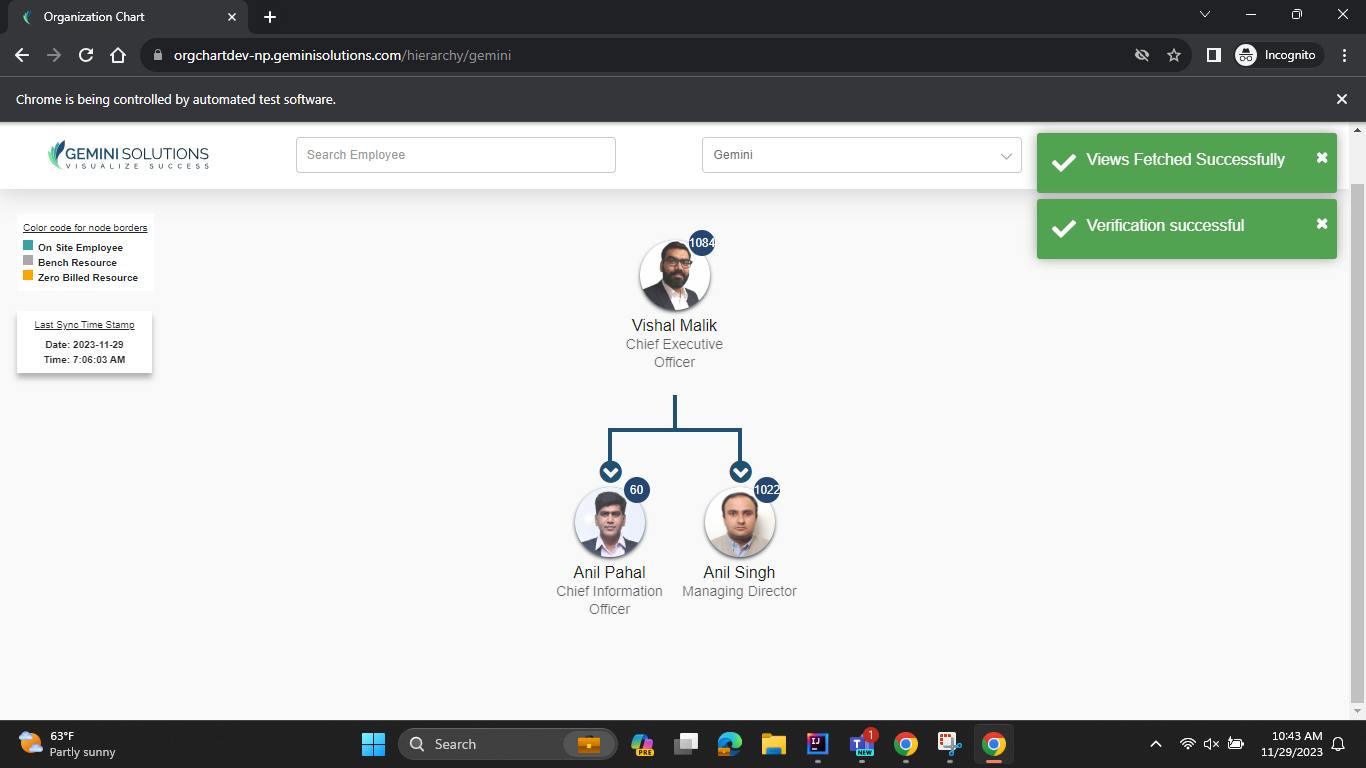 Organization Chart
orgchartdev-np.geminisolutions.com/hierarchy/gemini
Incognito
Chrome is being controlled by automated test software.
GEMINI SOLUTIONS
VISUALIZE SUCCESS
Search Employee
Gemini
Views Fetched Successfully
Verification successful
Color code for node borders
On Site Employee
Bench Resource
Zero Billed Resource
Last Sync Time Stamp
Date: 2023-11-29
Time: 7:06:03 AM
1084
Vishal Malik
Chief Executive
Officer
60
Anil Pahal
Chief Information
Officer
1022
Anil Singh
Managing Director
63°F
Partly sunny
Search
PRE
IJ
T
NEW
1
10:43 AM
11/29/2023